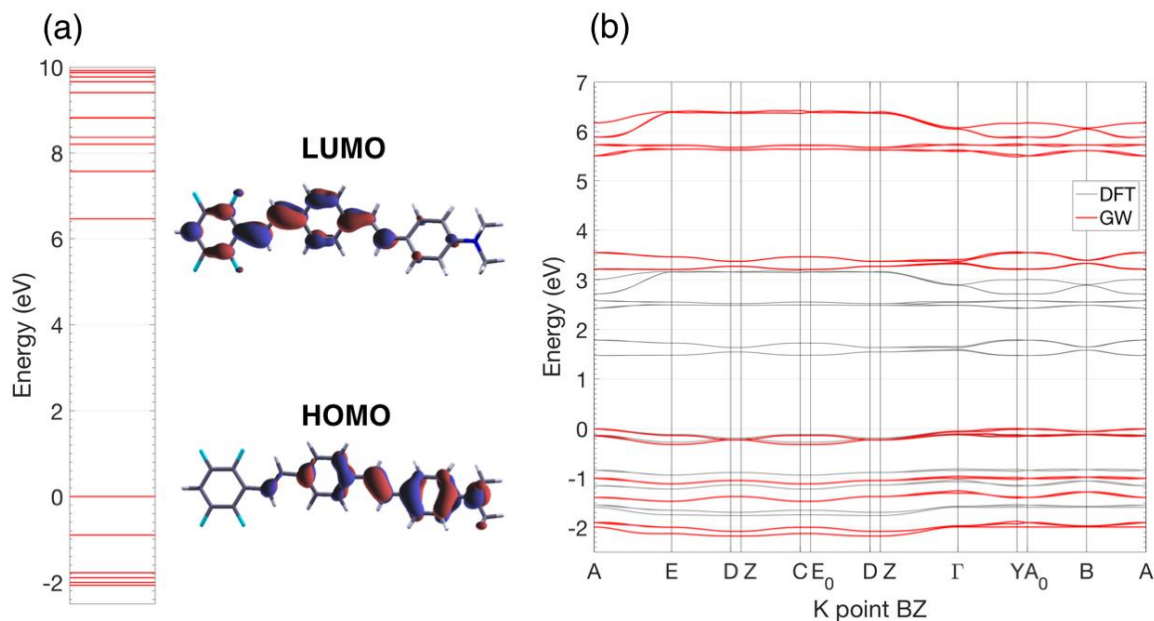 (a)
(b)
10
8
6
4
2
0
-2
Energy (eV)
LUMO
HOMO
7
6
5
4
3
2
1
0
-1
-2
Energy (eV)
DFT
GW
A E D Z C E₀ D Z Γ Y A₀ B A
K point BZ